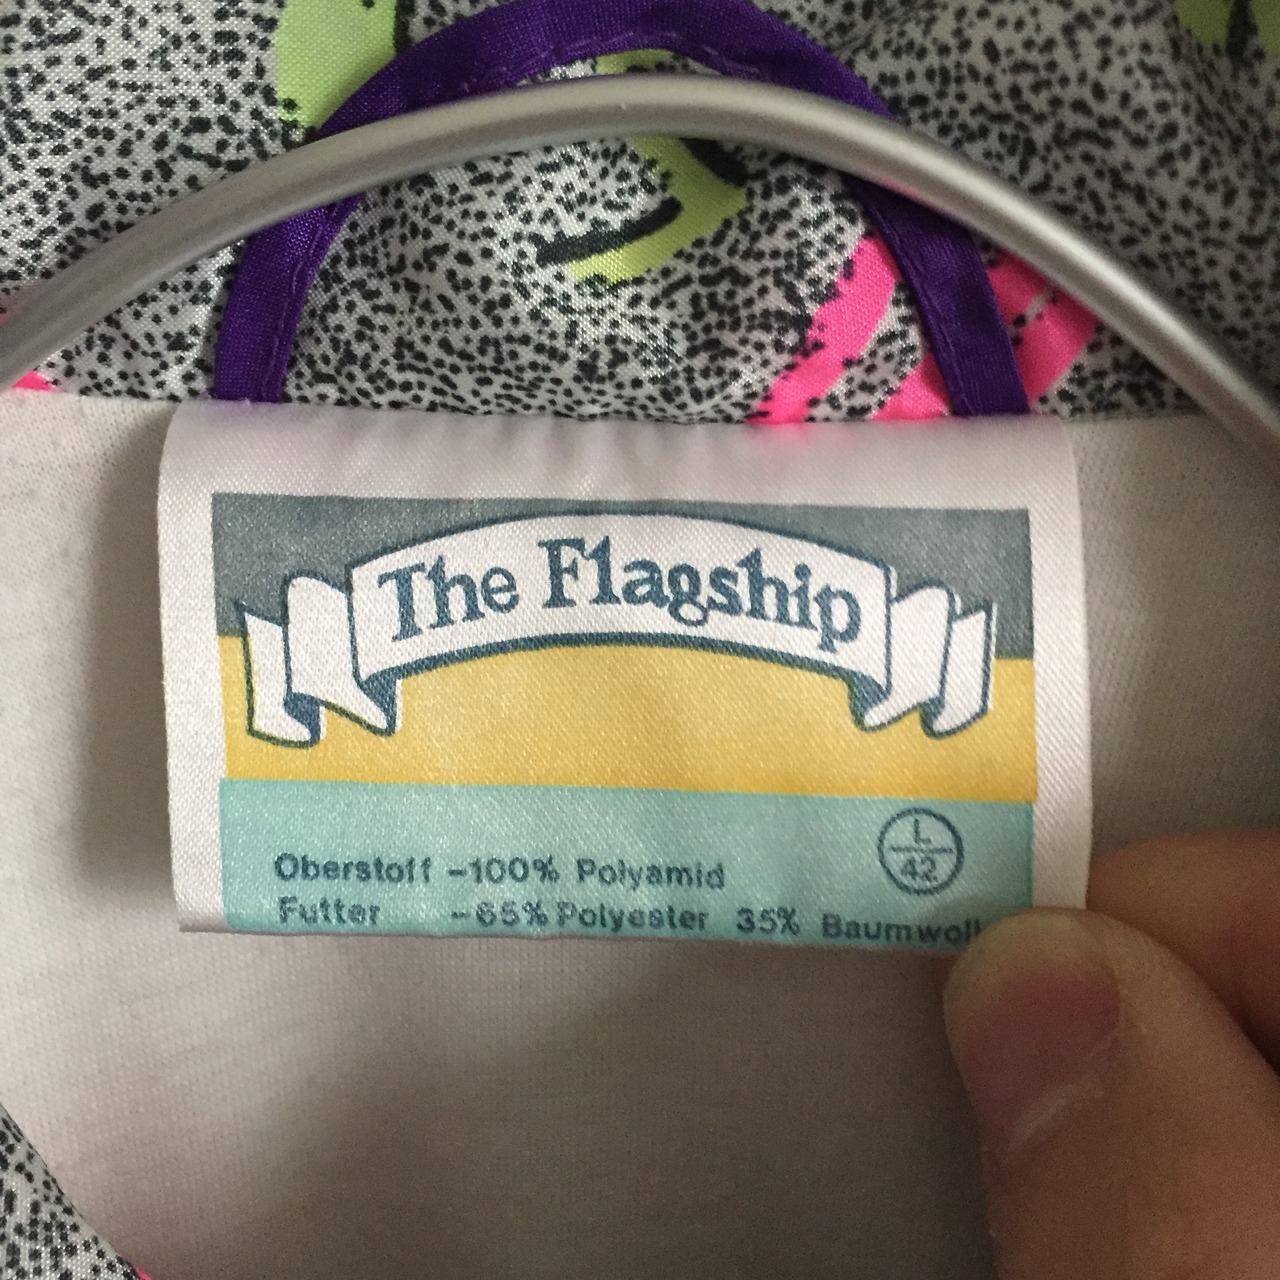 The Flagship
L
42
Oberstoff -100% Polyamid
Futter -65% Polyester 35% Baumwoll